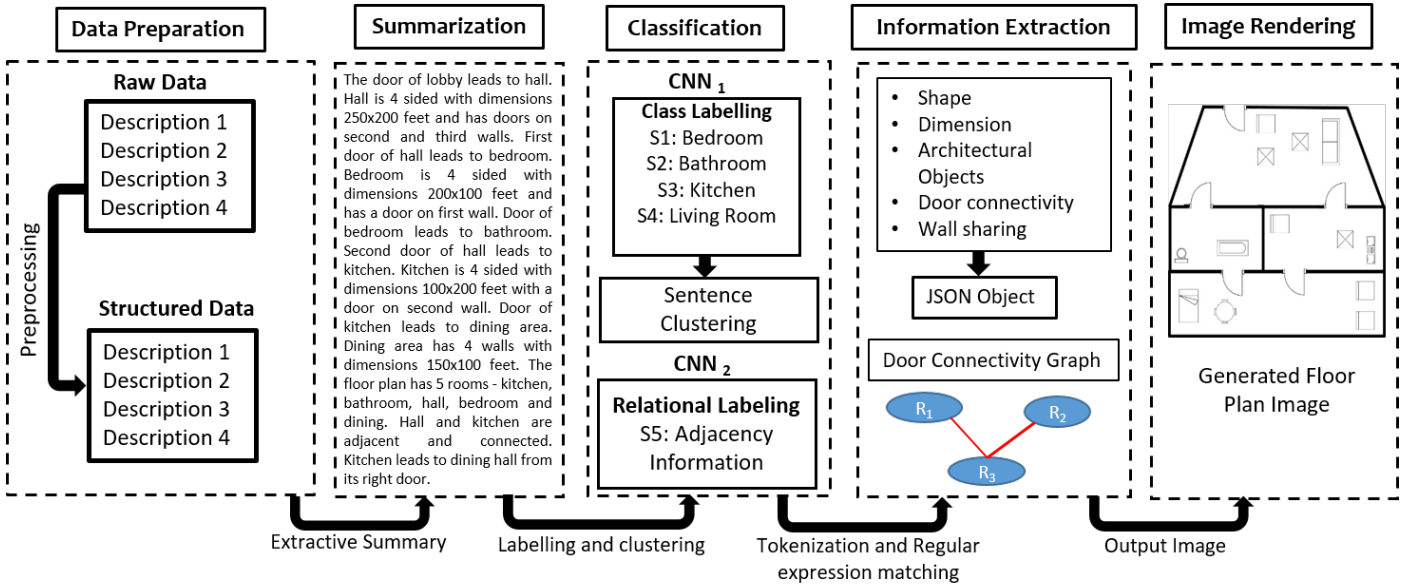 Data Preparation
Raw Data
Description 1
Description 2
Description 3
Description 4
Preprocessing
Structured Data
Description 1
Description 2
Description 3
Description 4
Extractive Summary
Summarization
The door of lobby leads to hall.
Hall is 4 sided with dimensions
250x200 feet and has doors on
second and third walls. First
door of hall leads to bedroom.
Bedroom is 4 sided with
dimensions 200x100 feet and
has a door on first wall. Door of
bedroom leads to bathroom.
Second door of hall leads to
kitchen. Kitchen is 4 sided with
dimensions 100x200 feet with a
door on second wall. Door of
kitchen leads to dining area.
Dining area has 4 walls with
dimensions 150x100 feet. The
floor plan has 5 rooms - kitchen,
bathroom, hall, bedroom and
dining. Hall and kitchen are
adjacent and connected.
Kitchen leads to dining hall from
its right door.
Labelling and clustering
Classification
CNN 1
Class Labelling
S1: Bedroom
S2: Bathroom
S3: Kitchen
S4: Living Room
Sentence
Clustering
CNN 2
Relational Labeling
S5: Adjacency
Information
Tokenization and Regular
expression matching
Information Extraction
• Shape
• Dimension
• Architectural
Objects
• Door connectivity
• Wall sharing
JSON Object
Door Connectivity Graph
R1
R2
R3
Output Image
Image Rendering
Generated Floor
Plan Image